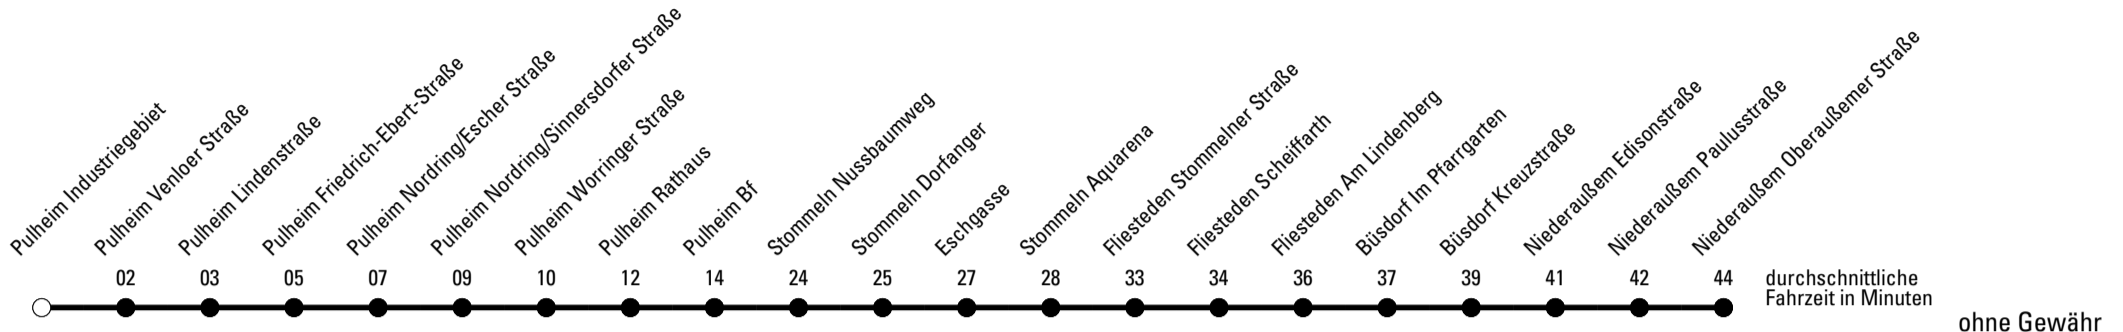 Pulheim Industriegebiet
Pulheim Venloer Straße
Pulheim Lindenstraße
Pulheim Friedrich-Ebert-Straße
Pulheim Nordring/Escher Straße
Pulheim Nordring/Sinnersdorfer Straße
Pulheim Worringer Straße
Pulheim Rathaus
Pulheim Bf
Stommeln Nussbaumweg
Stommeln Dorfanger
Eschgasse
Stommeln Aquarena
Fliesteden Stommelner Straße
Fliesteden Scheiffarth
Fliesteden Am Lindenberg
Büsdorf Im Pfarrgarten
Büsdorf Kreuzstraße
Niederaußem Edisonstraße
Niederaußem Paulusstraße
Niederaußem Oberaußemer Straße
02 03 05 07 09 10 12 14 24 25 27 28 33 34 36 37 39 41 42 44
durchschnittliche
Fahrzeit in Minuten
ohne Gewähr